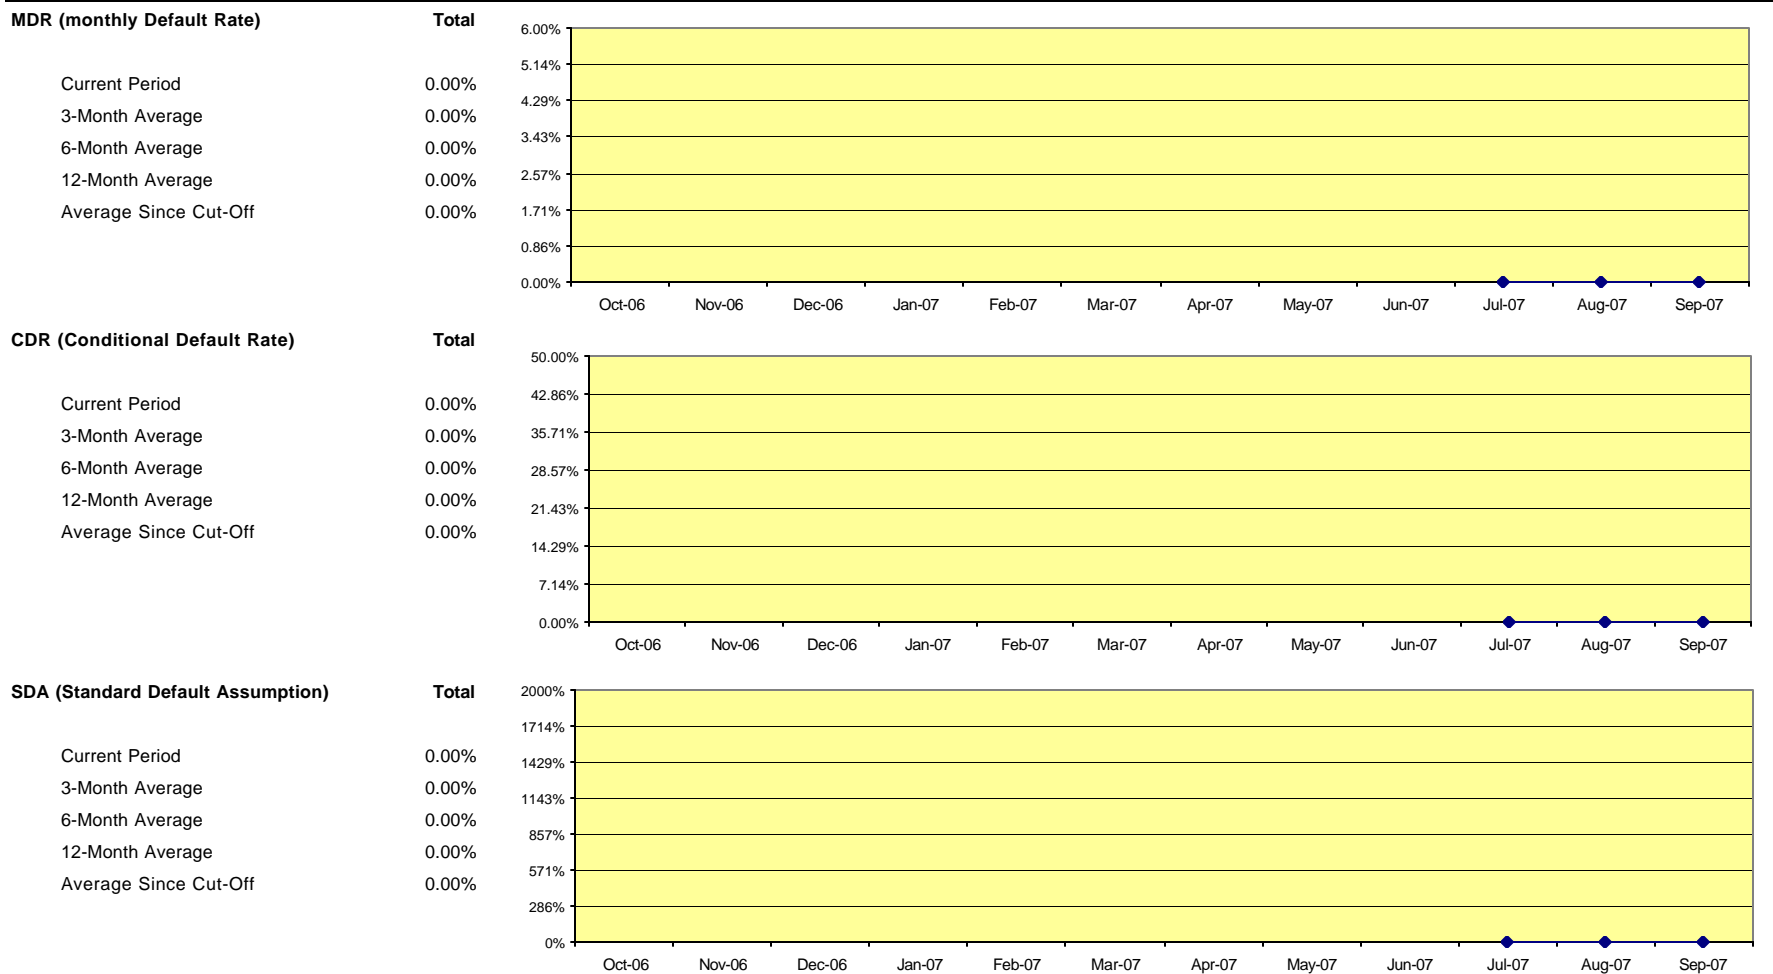 MDR (monthly Default Rate) Total
Current Period 0.00%
3-Month Average 0.00%
6-Month Average 0.00%
12-Month Average 0.00%
Average Since Cut-Off 0.00%
6.00%
5.14%
4.29%
3.43%
2.57%
1.71%
0.86%
0.00%
Oct-06 Nov-06 Dec-06 Jan-07 Feb-07 Mar-07 Apr-07 May-07 Jun-07 Jul-07 Aug-07 Sep-07
CDR (Conditional Default Rate) Total
Current Period 0.00%
3-Month Average 0.00%
6-Month Average 0.00%
12-Month Average 0.00%
Average Since Cut-Off 0.00%
50.00%
42.86%
35.71%
28.57%
21.43%
14.29%
7.14%
0.00%
Oct-06 Nov-06 Dec-06 Jan-07 Feb-07 Mar-07 Apr-07 May-07 Jun-07 Jul-07 Aug-07 Sep-07
SDA (Standard Default Assumption) Total
Current Period 0.00%
3-Month Average 0.00%
6-Month Average 0.00%
12-Month Average 0.00%
Average Since Cut-Off 0.00%
2000%
1714%
1429%
1143%
857%
571%
286%
0%
Oct-06 Nov-06 Dec-06 Jan-07 Feb-07 Mar-07 Apr-07 May-07 Jun-07 Jul-07 Aug-07 Sep-07